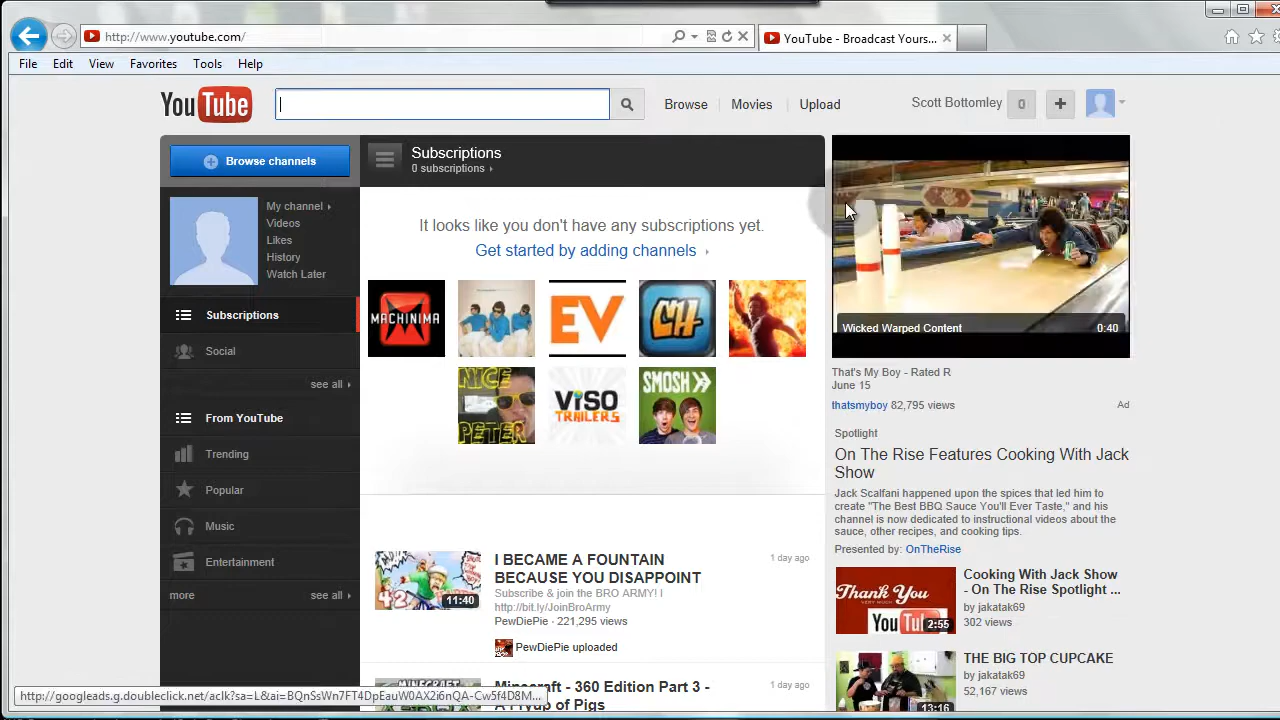 http://www.youtube.com/
YouTube - Broadcast Yours...
File Edit View Favorites Tools Help
YouTube
Browse Movies Upload
Scott Bottomley 0
Browse channels
My channel
Videos
Likes
History
Watch Later
Subscriptions
Social
see all
From YouTube
Trending
Popular
Music
Entertainment
more see all
Subscriptions
0 subscriptions
It looks like you don't have any subscriptions yet.
Get started by adding channels
MACHINIMA
EV
CH
NICE
PETER
ViSO
TRAILERS
SMOSH
11:40
I BECAME A FOUNTAIN
BECAUSE YOU DISAPPOINT
Subscribe & join the BRO ARMY! I
http://bit.ly/JoinBroArmy
PewDiePie · 221,295 views
PewDiePie uploaded
1 day ago
Minecraft - 360 Edition Part 3 -
of Pigs
1 day ago
Wicked Warped Content 0:40
That's My Boy - Rated R
June 15
thatsmyboy 82,795 views
Ad
Spotlight
On The Rise Features Cooking With Jack
Show
Jack Scalfani happened upon the spices that led him to
create "The Best BBQ Sauce You'll Ever Taste," and his
channel is now dedicated to instructional videos about the
sauce, other recipes, and cooking tips.
Presented by: OnTheRise
Thank You
You
2:55
Cooking With Jack Show
- On The Rise Spotlight ...
by jakatak69
302 views
13:16
THE BIG TOP CUPCAKE
by jakatak69
52,167 views
http://googleads.g.doubleclick.net/aclk?sa=L&ai=BQnSsWn7FT4DpEauW0AX2i6nQA-Cw5f4D8M...